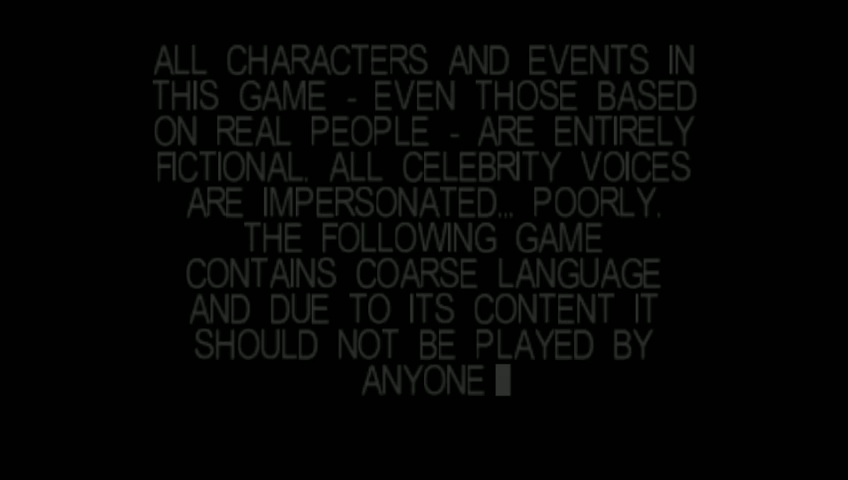 ALL CHARACTERS AND EVENTS IN
THIS GAME - EVEN THOSE BASED
ON REAL PEOPLE - ARE ENTIRELY
FICTIONAL. ALL CELEBRITY VOICES
ARE IMPERSONATED... POORLY.
THE FOLLOWING GAME
CONTAINS COARSE LANGUAGE
AND DUE TO ITS CONTENT IT
SHOULD NOT BE PLAYED BY
ANYONE